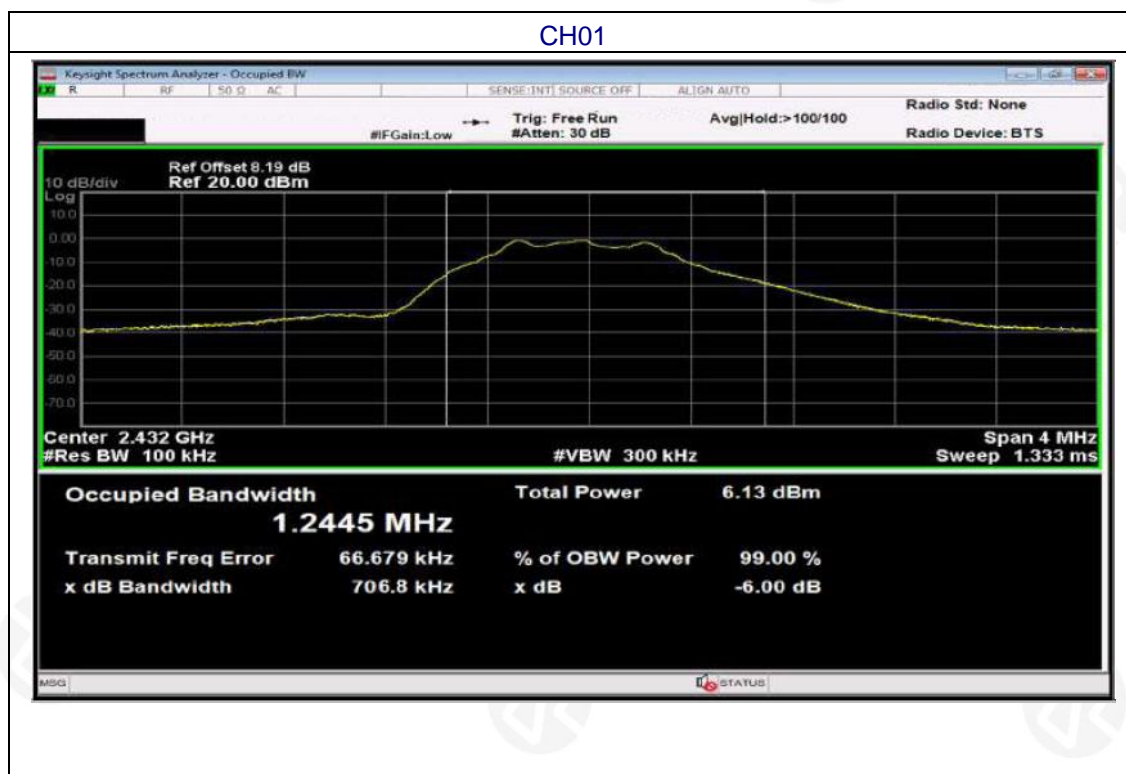 CH01
Keysight Spectrum Analyzer - Occupied BW
LXI R RF 50 Ω AC SENSE:INT SOURCE OFF ALIGN AUTO
Radio Std: None
Trig: Free Run Avg|Hold:>100/100
#IFGain:Low #Atten: 30 dB Radio Device: BTS
Ref Offset 8.19 dB
10 dB/div Ref 20.00 dBm
Log
10.0
0.00
-10.0
-20.0
-30.0
-40.0
-50.0
-60.0
-70.0
Center 2.432 GHz Span 4 MHz
#Res BW 100 kHz #VBW 300 kHz Sweep 1.333 ms
Occupied Bandwidth Total Power 6.13 dBm
1.2445 MHz
Transmit Freq Error 66.679 kHz % of OBW Power 99.00 %
x dB Bandwidth 706.8 kHz x dB -6.00 dB
MSG STATUS